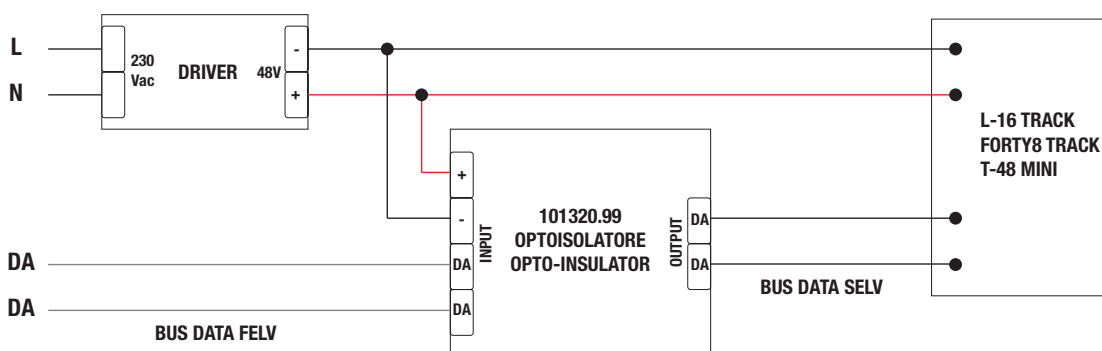 L
N
230
Vac
DRIVER
48V
-
+
L-16 TRACK
FORTY8 TRACK
T-48 MINI
+
-
DA
DA
INPUT
101320.99
OPTOISOLATORE
OPTO-INSULATOR
OUTPUT
DA
DA
DA
DA
BUS DATA FELV
BUS DATA SELV